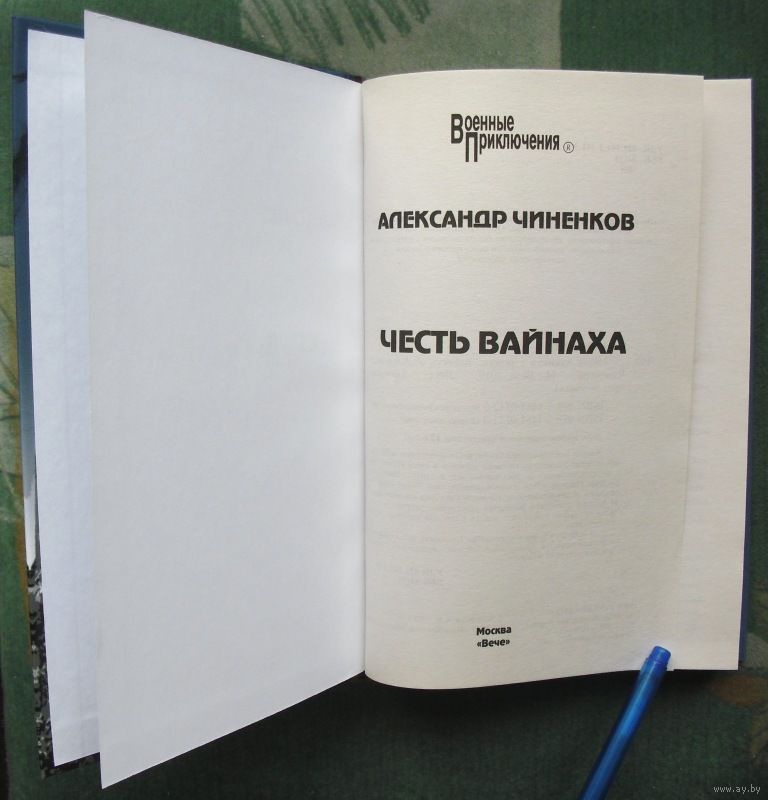 Военные
Приключения ®
АЛЕКСАНДР ЧИНЕНКОВ
ЧЕСТЬ ВАЙНАХА
Москва
«Вече»
www.ay.by